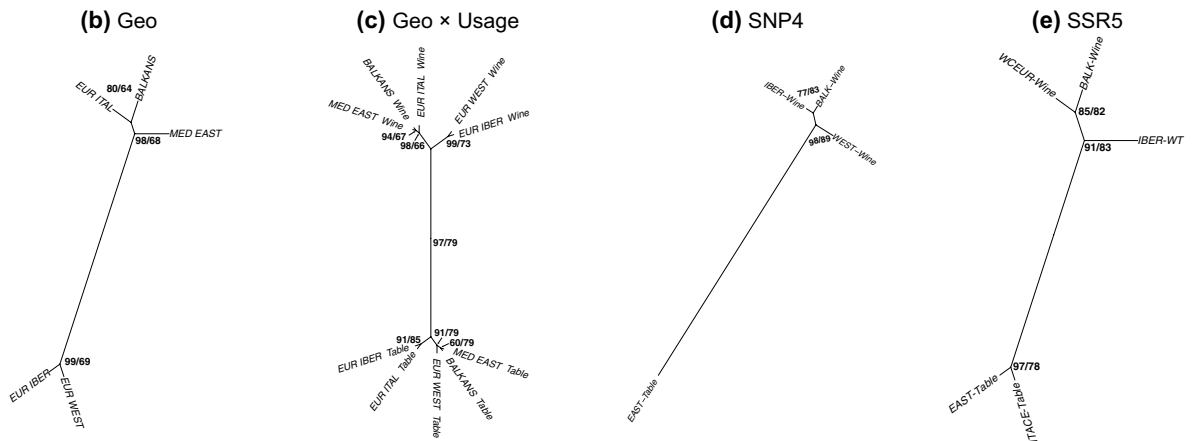 (b) Geo
(c) Geo × Usage
(d) SNP4
(e) SSR5
80/64
EUR ITAL
BALKANS
MED EAST
98/68
99/69
EUR IBER
EUR WEST
BALKANS Wine
EUR ITAL Wine
EUR WEST Wine
MED EAST Wine
EUR IBER Wine
94/67
98/66
99/73
97/79
91/85
91/79
60/79
EUR IBER Table
EUR ITAL Table
EUR WEST Table
BALKANS Table
MED EAST Table
77/83
IBER-Wine
BALK-Wine
WEST-Wine
98/89
EAST-Table
WCEUR-Wine
BALK-Wine
85/82
91/83
IBER-WT
97/78
EAST-Table
ITACE-Table